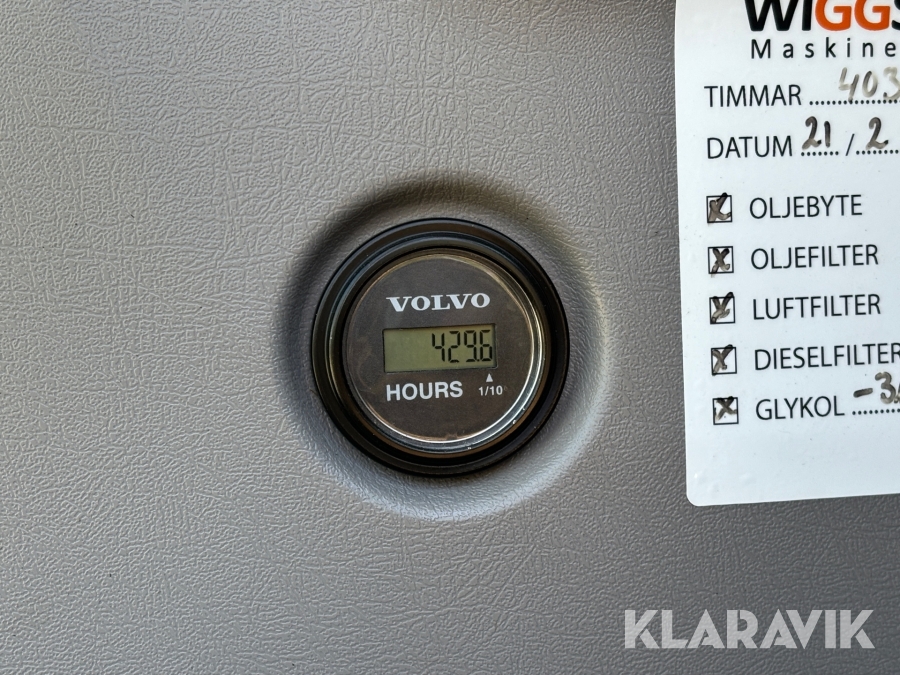 WIGGS
Maskine
TIMMAR ........403
DATUM 21 / 2
OLJEBYTE
OLJEFILTER
LUFTFILTER
DIESELFILTER
GLYKOL
VOLVO
429.6
HOURS 1/10
KLARAVIK